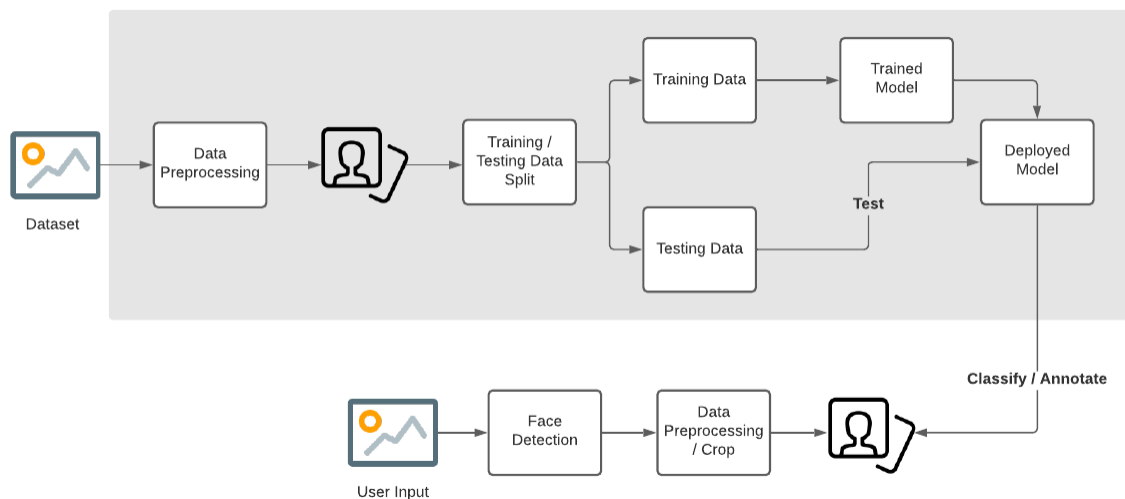 Dataset
Data
Preprocessing
Training /
Testing Data
Split
Training Data
Trained
Model
Deployed
Model
Test
Testing Data
Classify / Annotate
User Input
Face
Detection
Data
Preprocessing
/ Crop